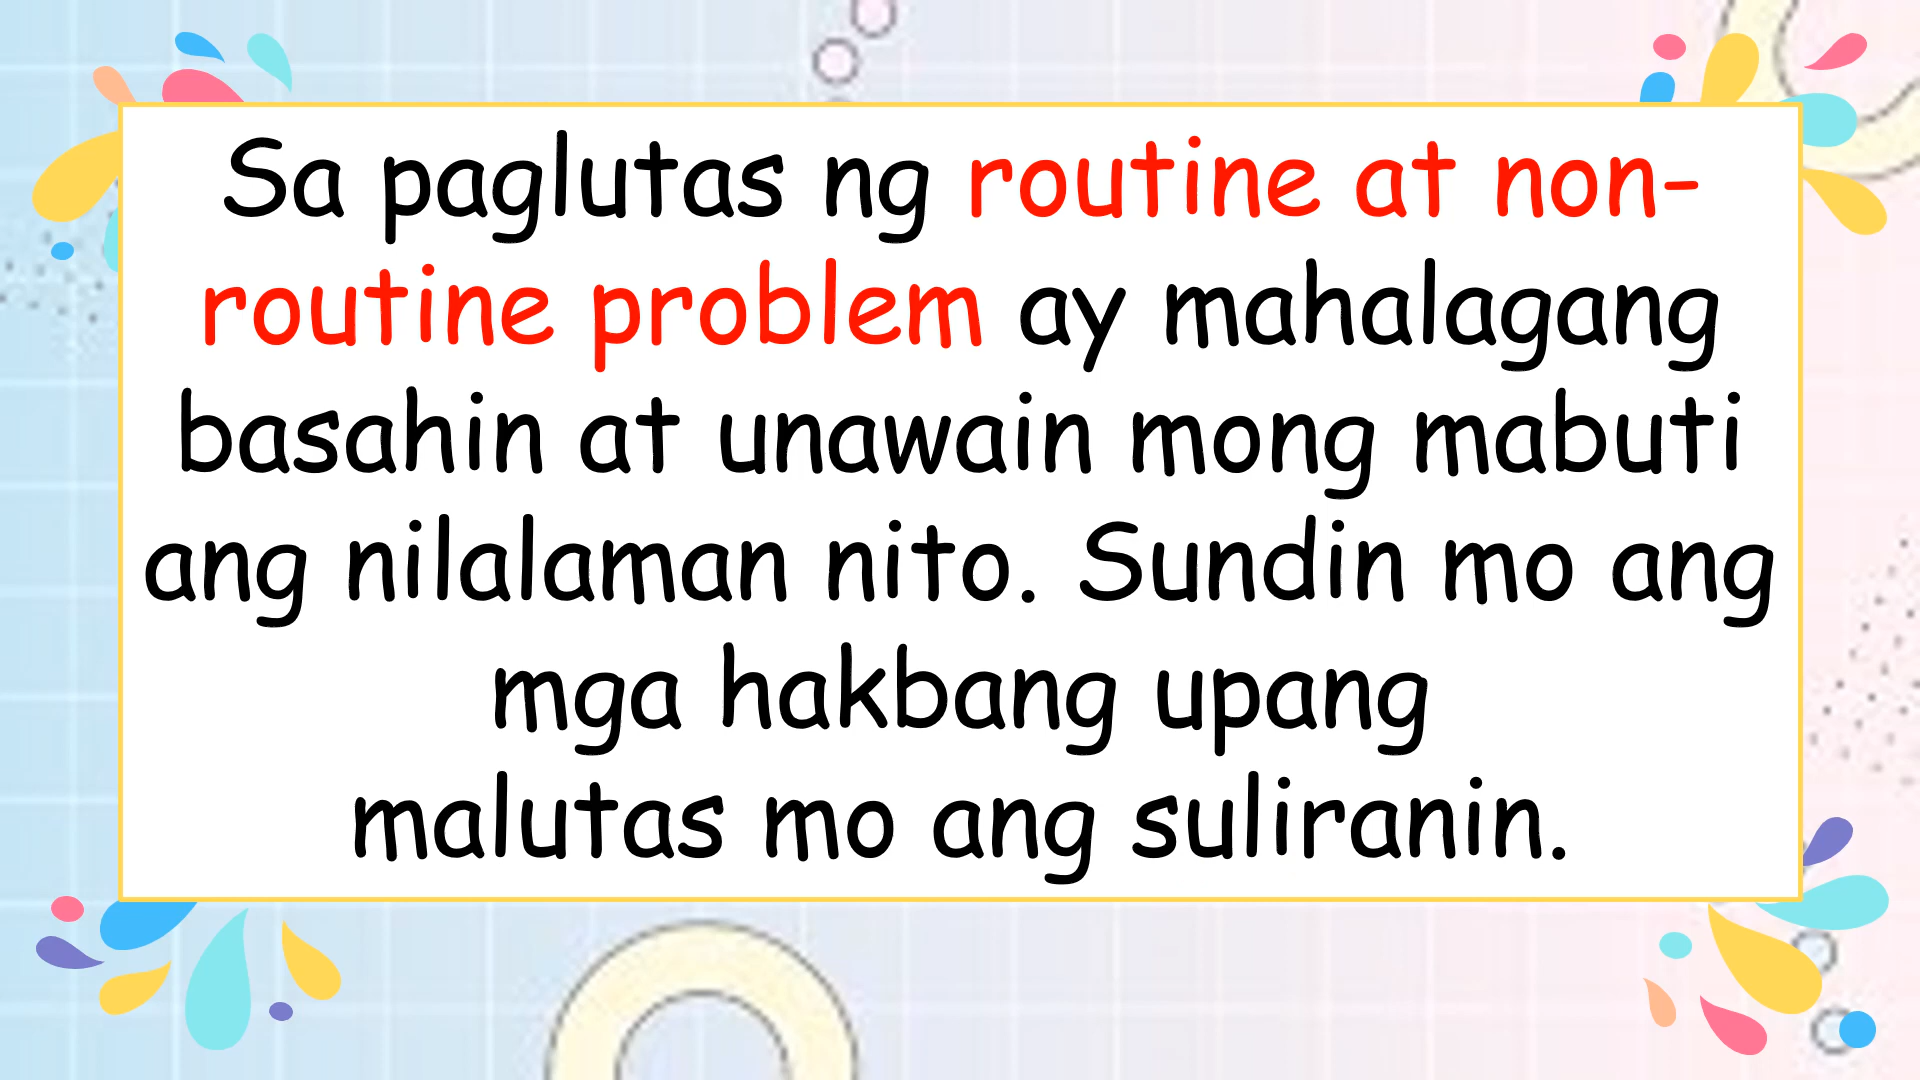 Sa paglutas ng routine at non-
routine problem ay mahalagang
basahin at unawain mong mabuti
ang nilalaman nito. Sundin mo ang
mga hakbang upang
malutas mo ang suliranin.